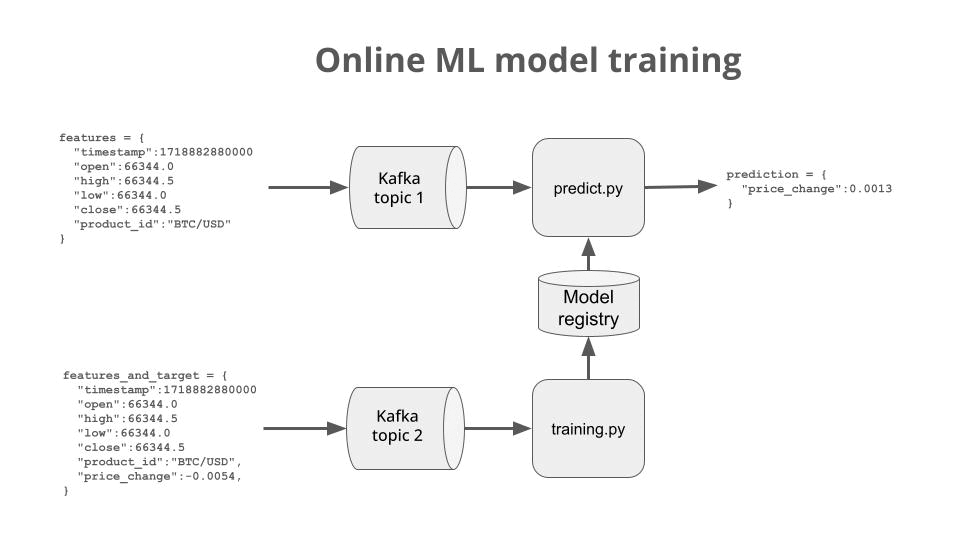 Online ML model training
features = {
"timestamp":1718882880000
"open":66344.0
"high":66344.5
"low":66344.0
"close":66344.5
"product_id":"BTC/USD"
}
Kafka
topic 1
predict.py
prediction = {
"price_change":0.0013
}
Model
registry
features_and_target = {
"timestamp":1718882880000
"open":66344.0
"high":66344.5
"low":66344.0
"close":66344.5
"product_id":"BTC/USD",
"price_change":-0.0054,
}
Kafka
topic 2
training.py